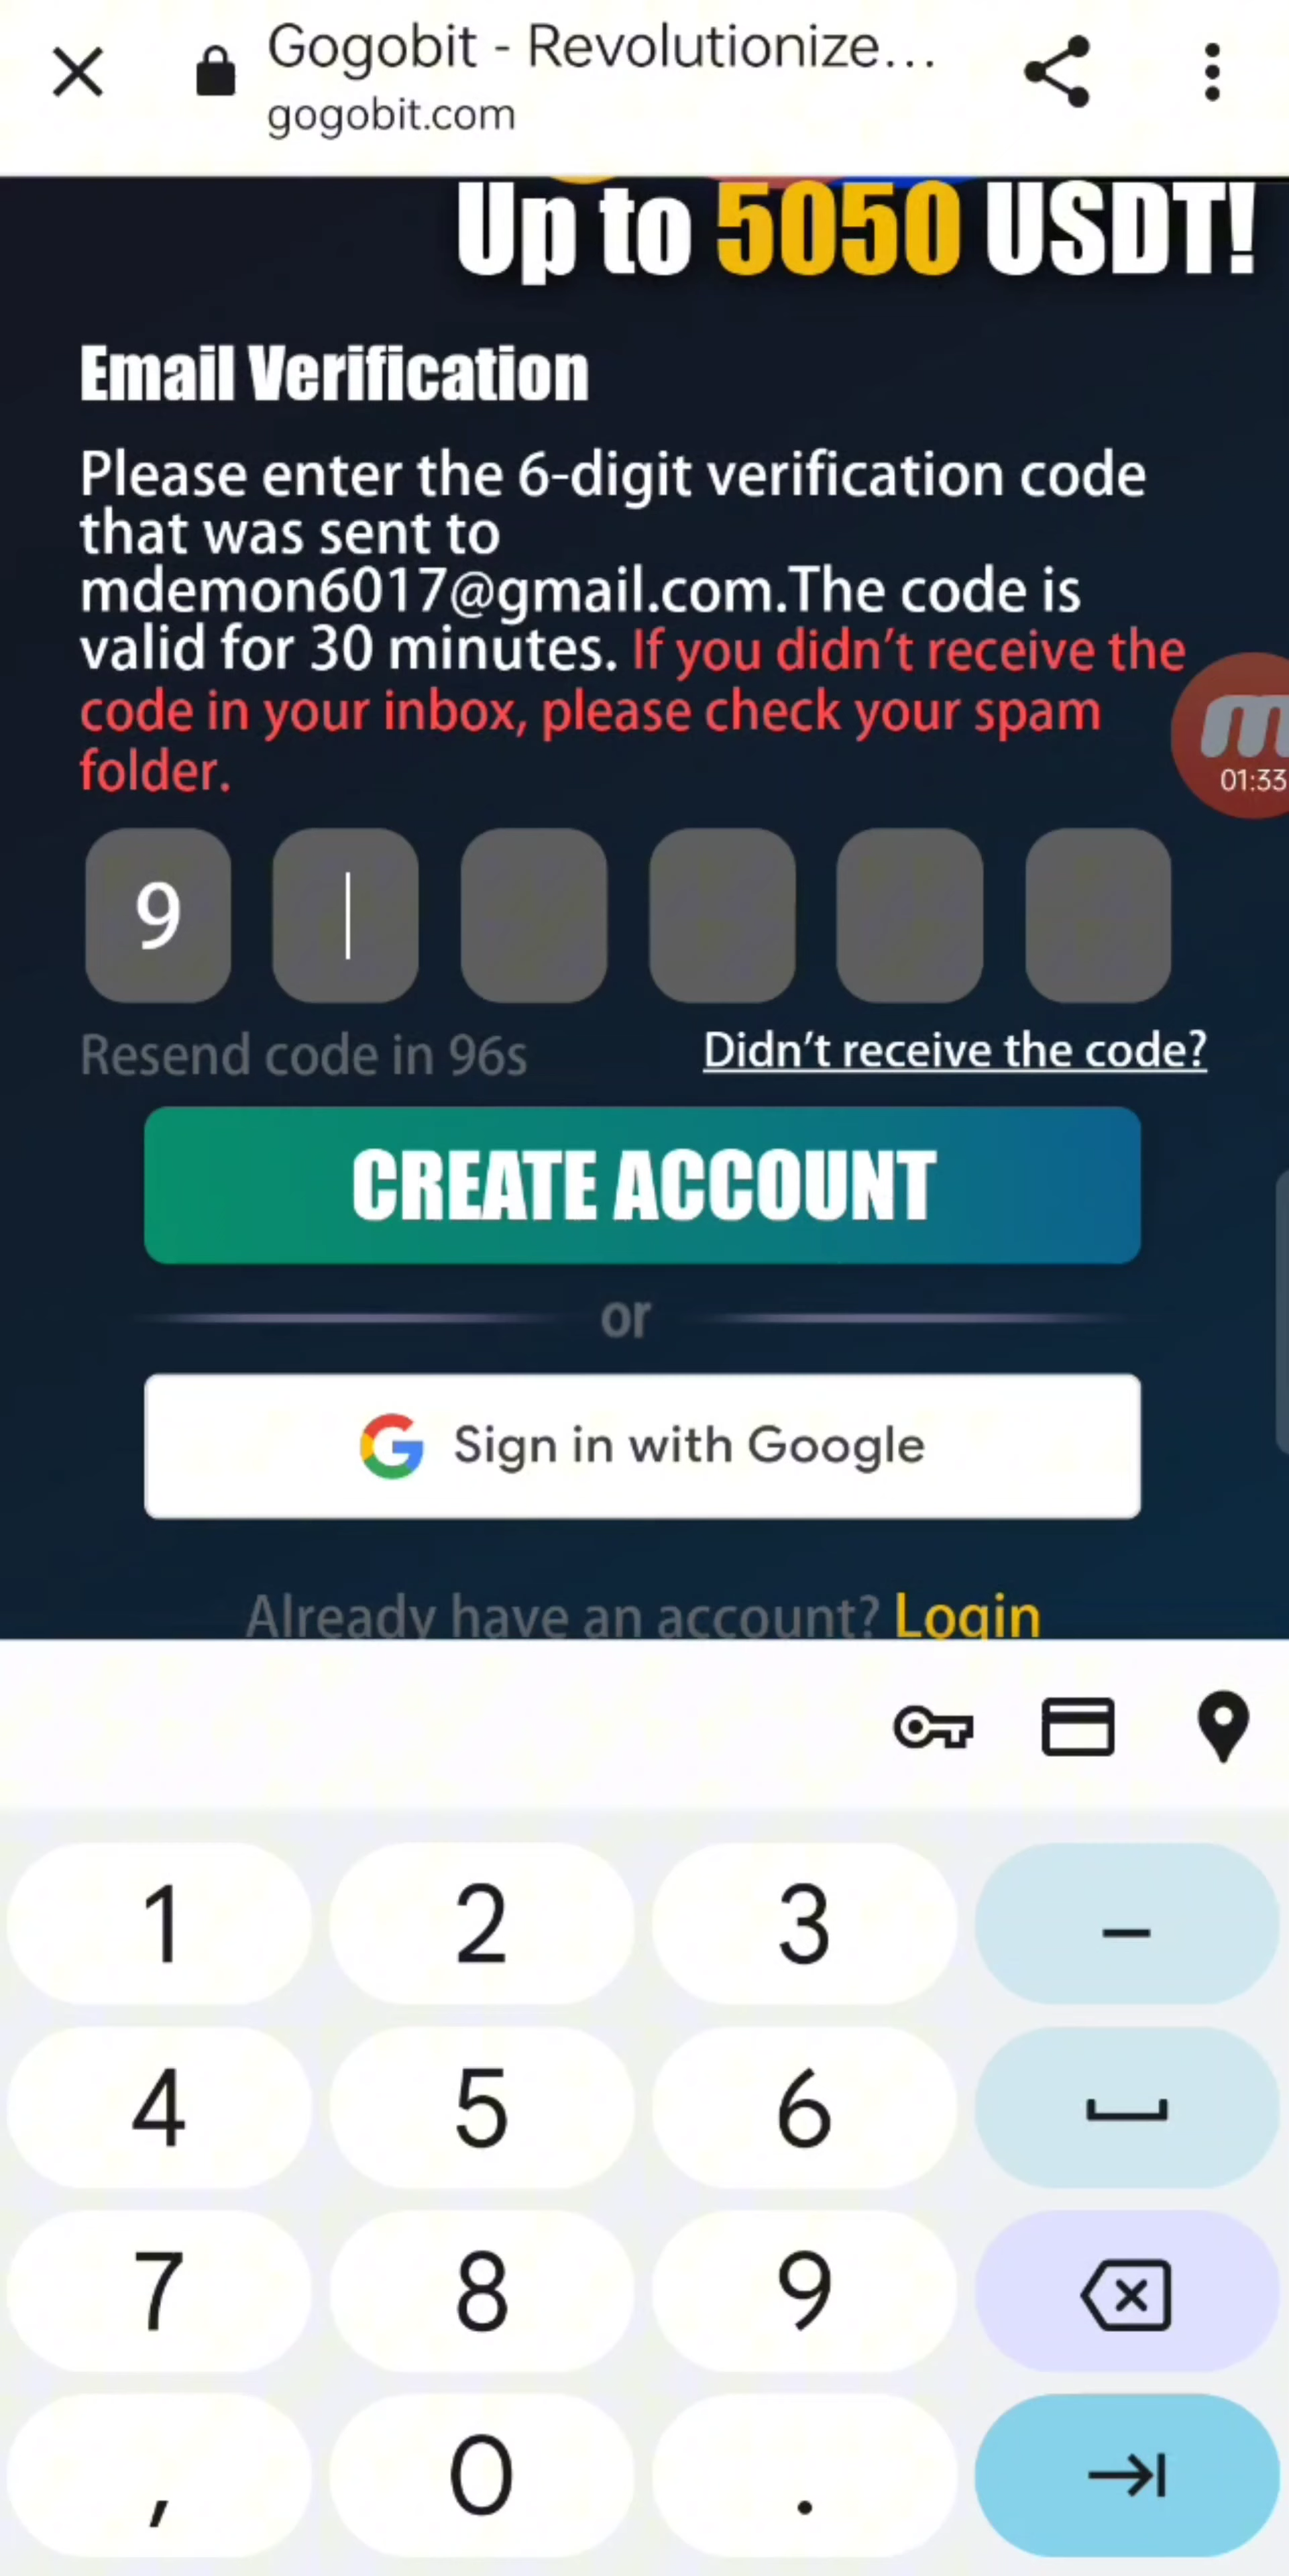 Gogobit - Revolutionize...
gogobit.com
Up to 5050 USDT!
Email Verification
Please enter the 6-digit verification code
that was sent to
mdemon6017@gmail.com.The code is
valid for 30 minutes. If you didn't receive the
code in your inbox, please check your spam
folder.
01:33
9
Resend code in 96s
Didn't receive the code?
CREATE ACCOUNT
or
Sign in with Google
Already have an account? Login
1 2 3 –
4 5 6
7 8 9
, 0 .